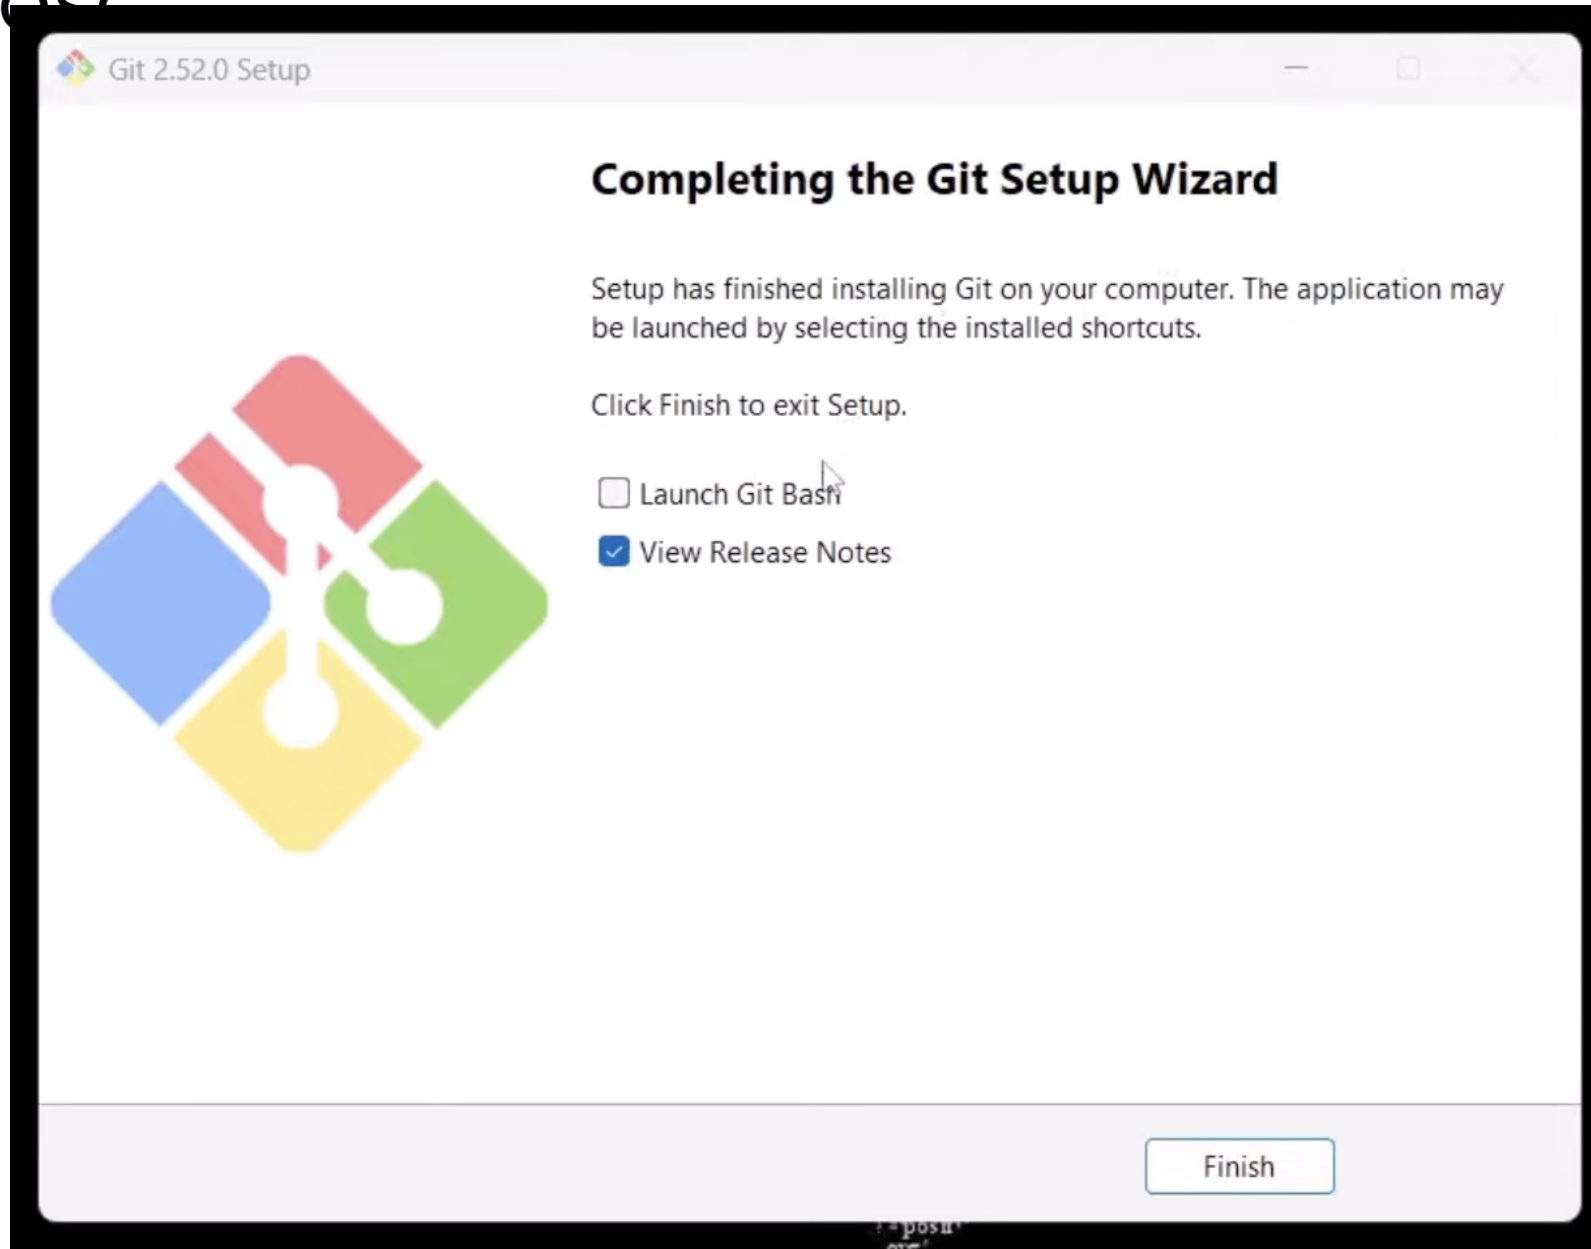 Git 2.52.0 Setup
Completing the Git Setup Wizard
Setup has finished installing Git on your computer. The application may
be launched by selecting the installed shortcuts.
Click Finish to exit Setup.
Launch Git Bash
View Release Notes
Finish